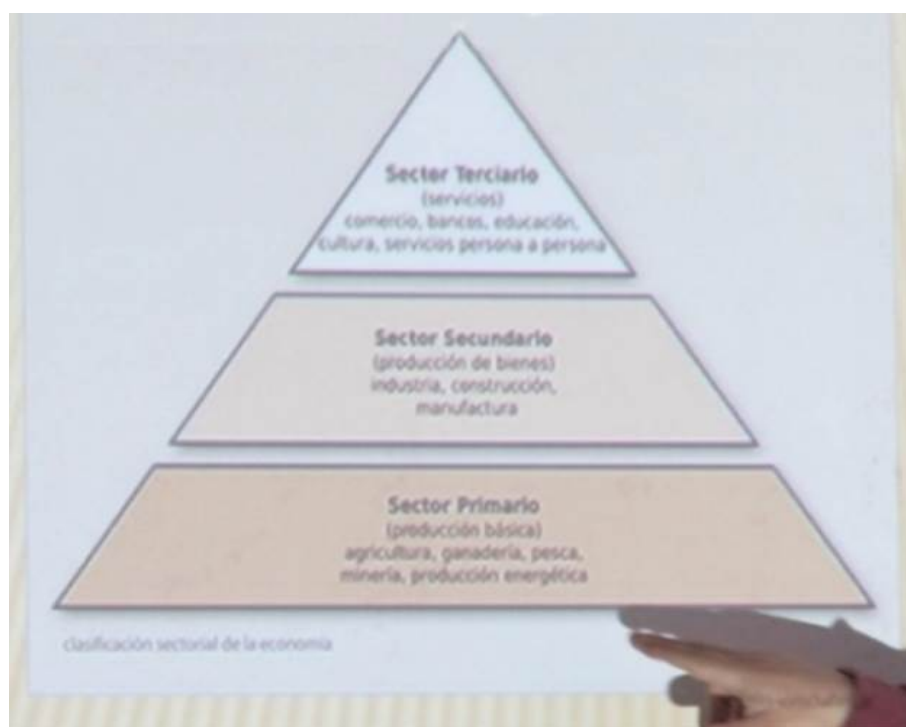 Sector Terciario
(servicios)
comercio, bancos, educación,
cultura, servicios persona a persona
Sector Secundario
(producción de bienes)
industria, construcción,
manufactura
Sector Primario
(producción básica)
agricultura, ganadería, pesca,
minería, producción energética
clasificación sectorial de la economía